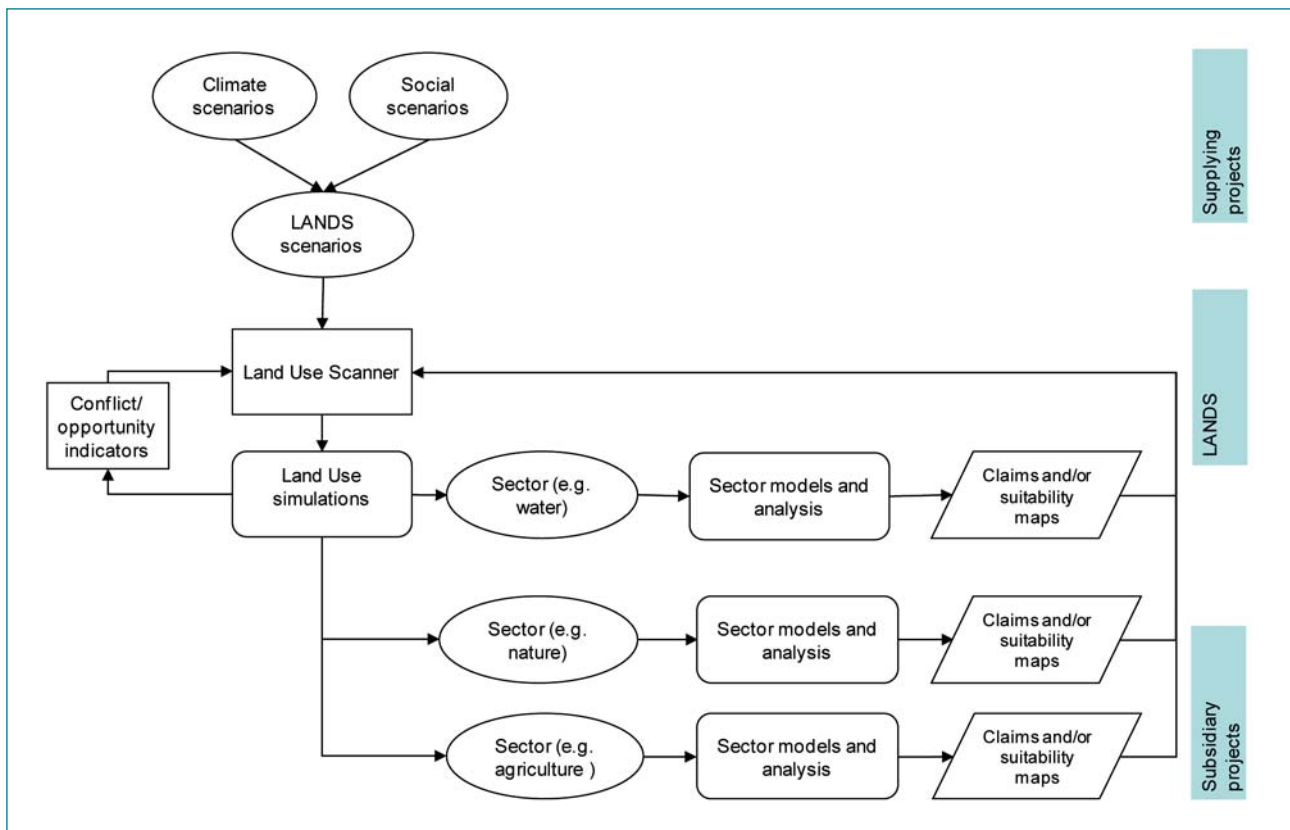 Climate
scenarios
Social
scenarios
Supplying
projects
LANDS
scenarios
Land Use Scanner
LANDS
Conflict/
opportunity
indicators
Land Use
simulations
Sector (e.g.
water)
Sector models and
analysis
Claims and/or
suitability
maps
Sector (e.g.
nature)
Sector models and
analysis
Claims and/or
suitability
maps
Subsidiary
projects
Sector (e.g.
agriculture )
Sector models and
analysis
Claims and/or
suitability
maps